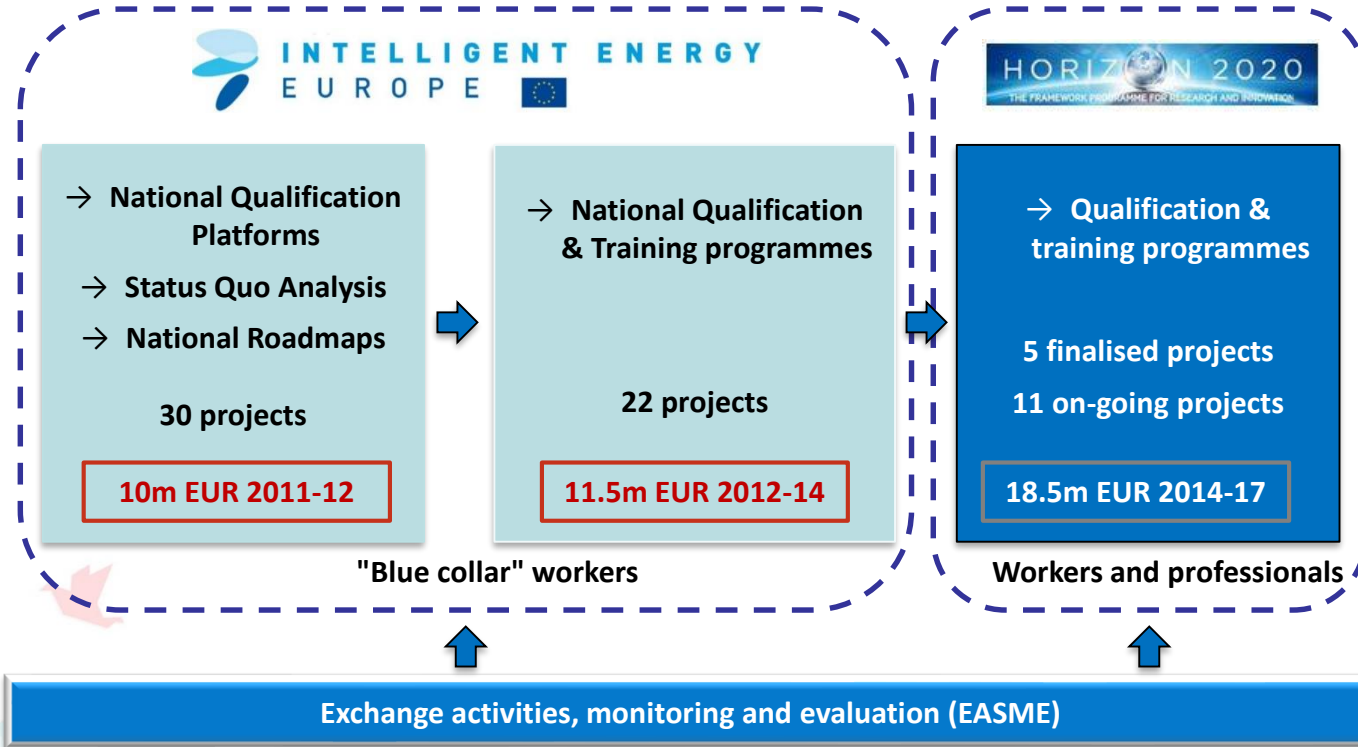 INTELLIGENT ENERGY
EUROPE
HORIZON 2020
THE FRAMEWORK PROGRAMME FOR RESEARCH AND INNOVATION
→ National Qualification
Platforms
→ Status Quo Analysis
→ National Roadmaps
30 projects
10m EUR 2011-12
→ National Qualification
& Training programmes
22 projects
11.5m EUR 2012-14
→ Qualification &
training programmes
5 finalised projects
11 on-going projects
18.5m EUR 2014-17
"Blue collar" workers
Workers and professionals
Exchange activities, monitoring and evaluation (EASME)